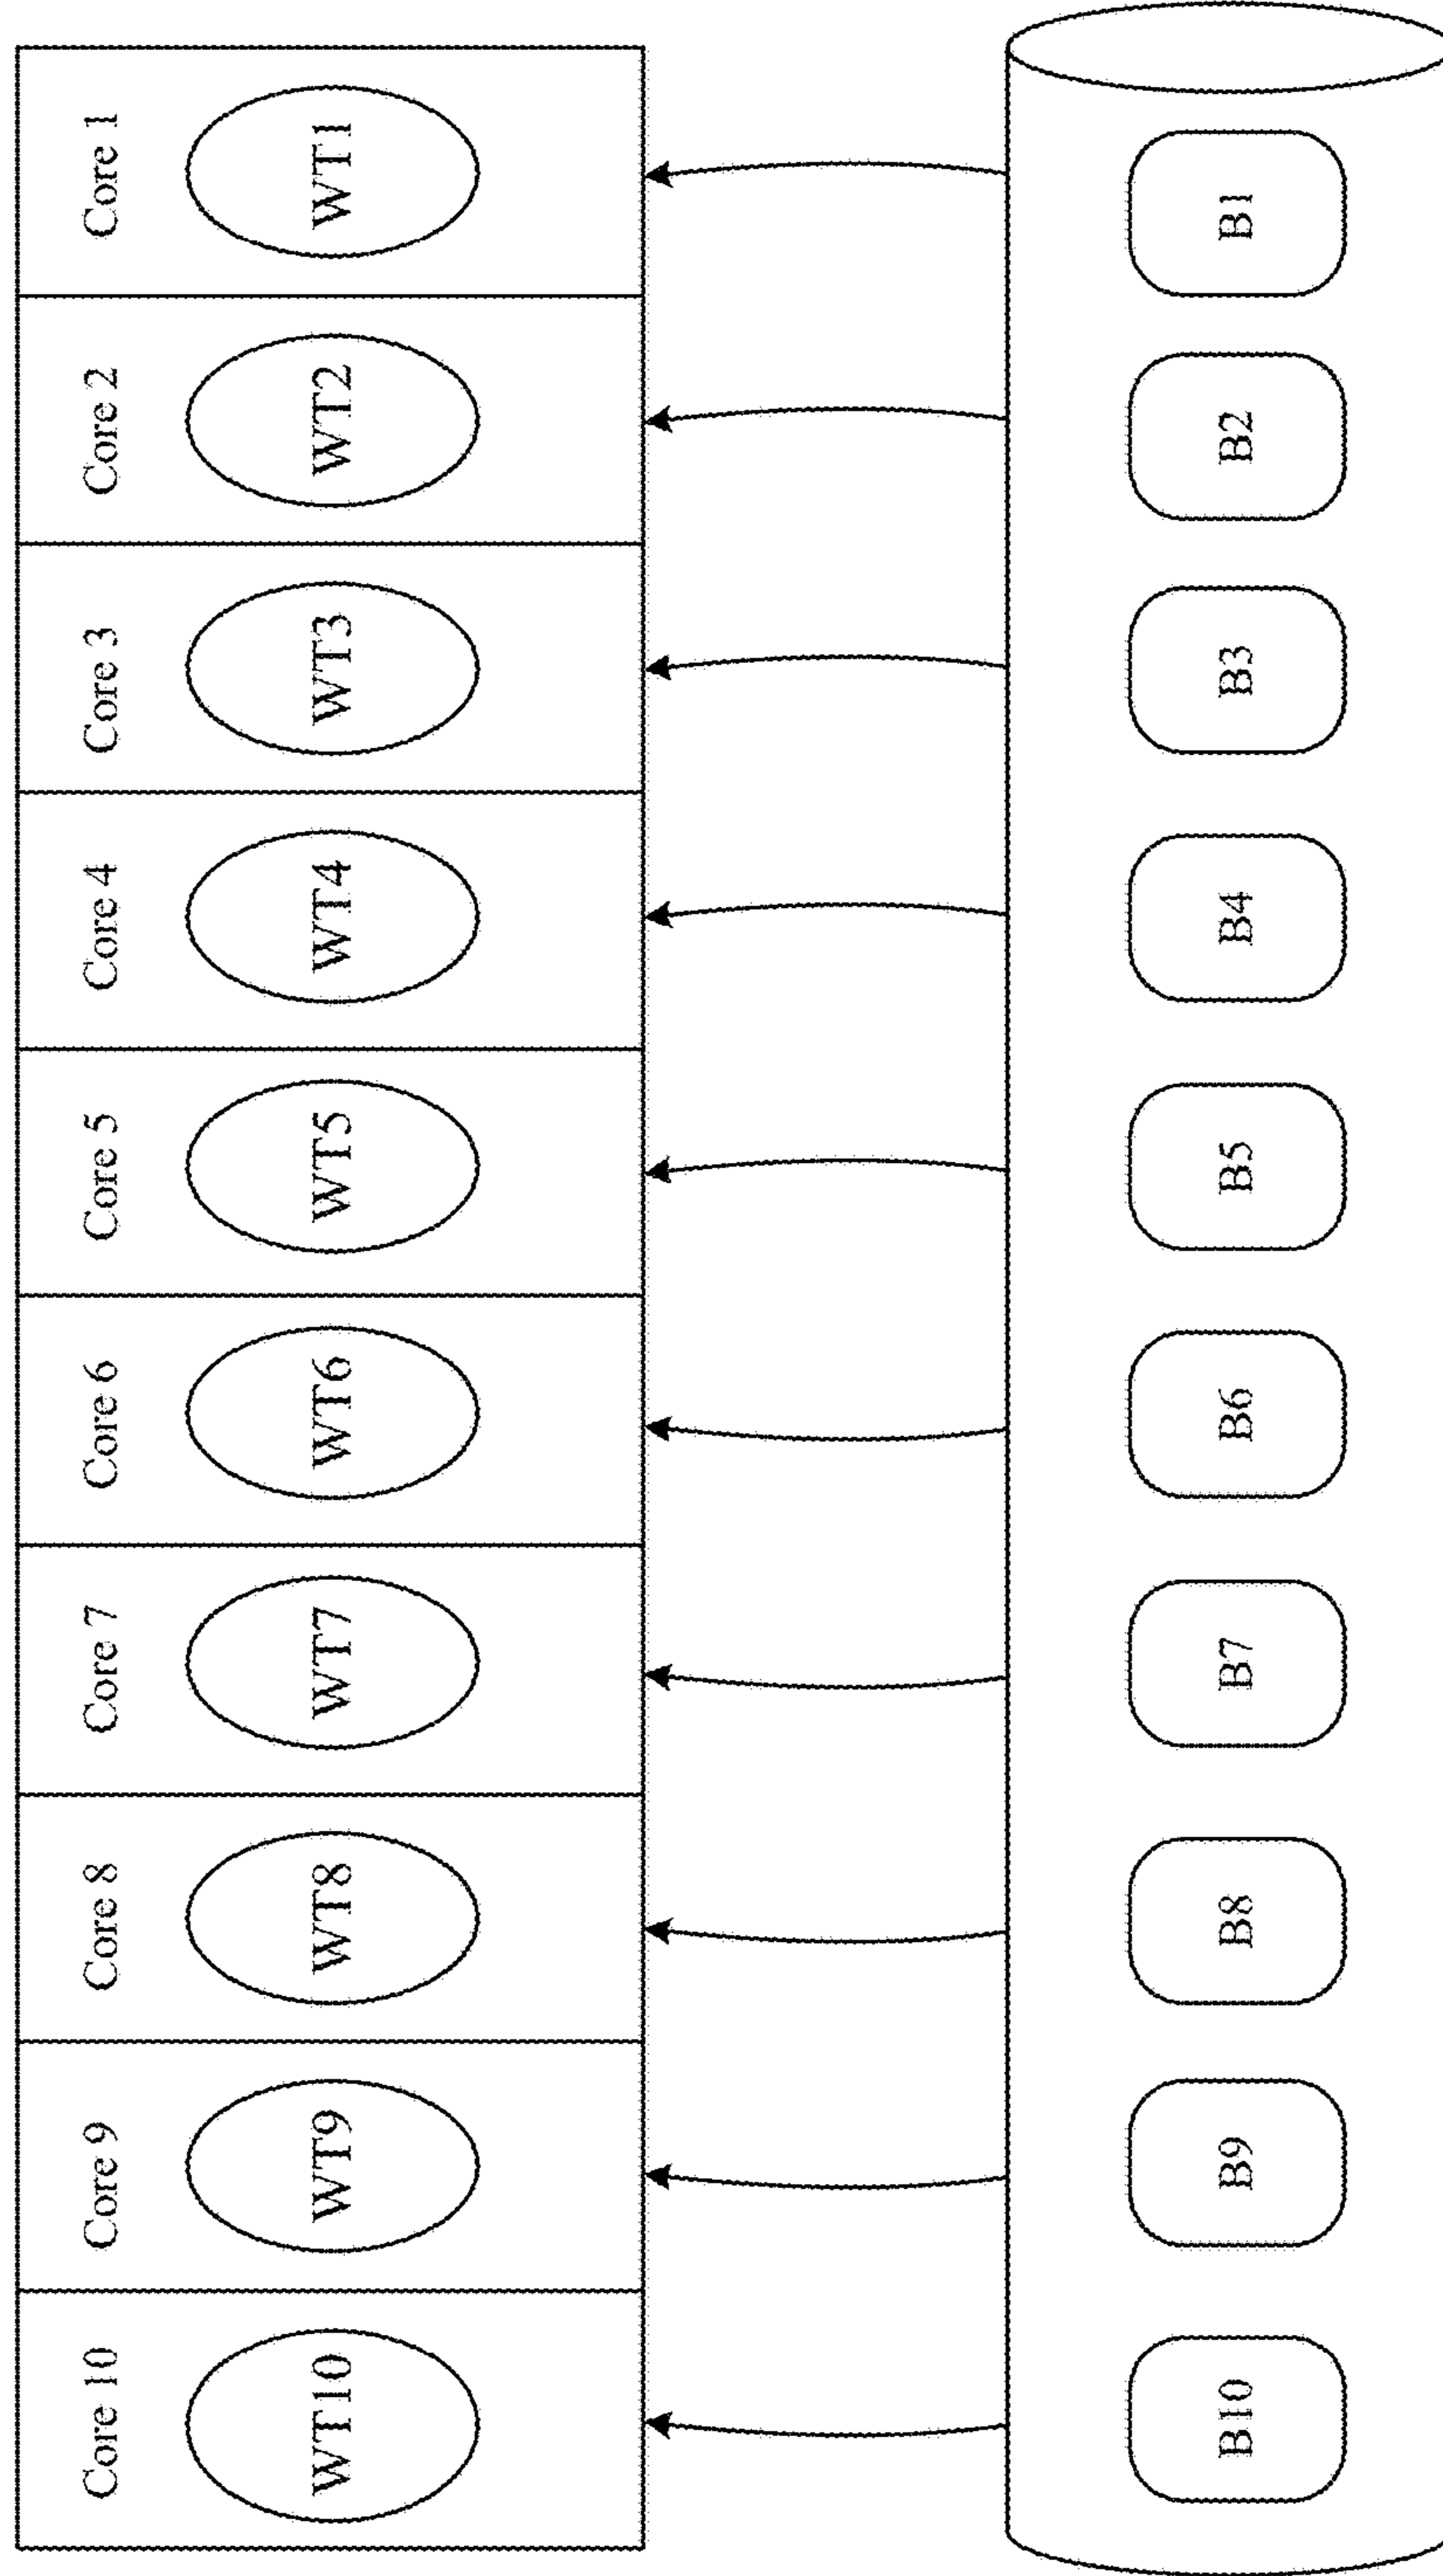 Core 10
Core 9
Core 8
Core 7
Core 6
Core 5
Core 4
Core 3
Core 2
Core 1
WT10
WT9
WT8
WT7
WT6
WT5
WT4
WT3
WT2
WT1
B10
B9
B8
B7
B6
B5
B4
B3
B2
B1